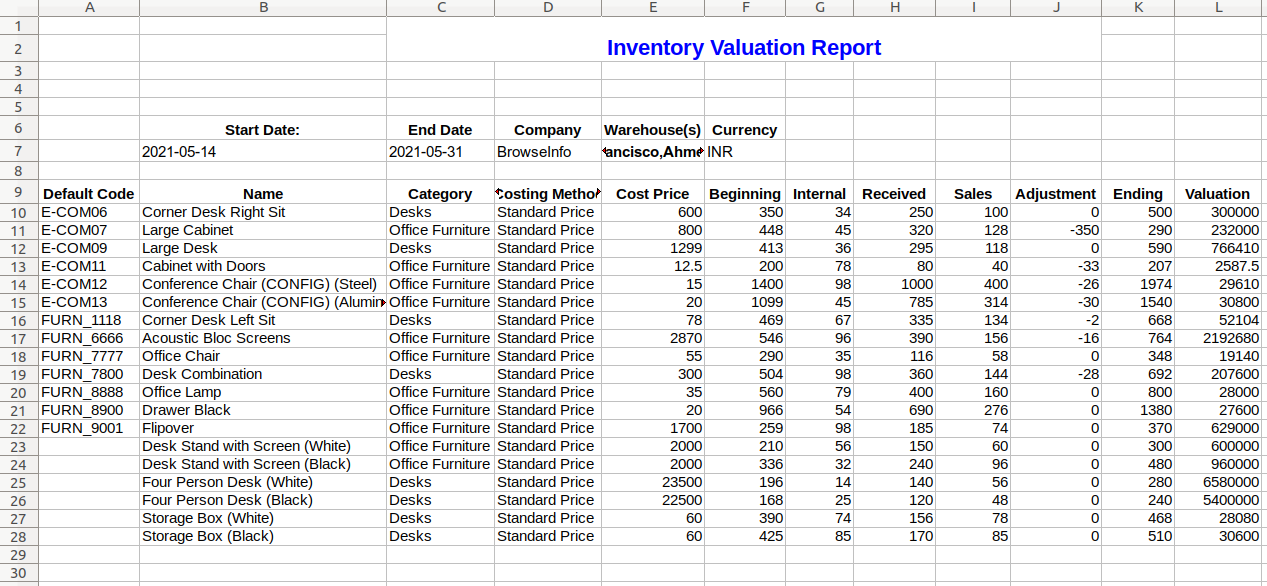 A B C D E F G H I J K L
1
2 Inventory Valuation Report
3
4
5
6 Start Date: End Date Company Warehouse(s) Currency
7 2021-05-14 2021-05-31 BrowseInfo ancisco,Ahme INR
8
9 Default Code Name Category Costing Method Cost Price Beginning Internal Received Sales Adjustment Ending Valuation
10 E-COM06 Corner Desk Right Sit Desks Standard Price 600 350 34 250 100 0 500 300000
11 E-COM07 Large Cabinet Office Furniture Standard Price 800 448 45 320 128 -350 290 232000
12 E-COM09 Large Desk Desks Standard Price 1299 413 36 295 118 0 590 766410
13 E-COM11 Cabinet with Doors Office Furniture Standard Price 12.5 200 78 80 40 -33 207 2587.5
14 E-COM12 Conference Chair (CONFIG) (Steel) Office Furniture Standard Price 15 1400 98 1000 400 -26 1974 29610
15 E-COM13 Conference Chair (CONFIG) (Alumin Office Furniture Standard Price 20 1099 45 785 314 -30 1540 30800
16 FURN_1118 Corner Desk Left Sit Desks Standard Price 78 469 67 335 134 -2 668 52104
17 FURN_6666 Acoustic Bloc Screens Office Furniture Standard Price 2870 546 96 390 156 -16 764 2192680
18 FURN_7777 Office Chair Office Furniture Standard Price 55 290 35 116 58 0 348 19140
19 FURN_7800 Desk Combination Desks Standard Price 300 504 98 360 144 -28 692 207600
20 FURN_8888 Office Lamp Office Furniture Standard Price 35 560 79 400 160 0 800 28000
21 FURN_8900 Drawer Black Office Furniture Standard Price 20 966 54 690 276 0 1380 27600
22 FURN_9001 Flipover Office Furniture Standard Price 1700 259 98 185 74 0 370 629000
23 Desk Stand with Screen (White) Office Furniture Standard Price 2000 210 56 150 60 0 300 600000
24 Desk Stand with Screen (Black) Office Furniture Standard Price 2000 336 32 240 96 0 480 960000
25 Four Person Desk (White) Desks Standard Price 23500 196 14 140 56 0 280 6580000
26 Four Person Desk (Black) Desks Standard Price 22500 168 25 120 48 0 240 5400000
27 Storage Box (White) Desks Standard Price 60 390 74 156 78 0 468 28080
28 Storage Box (Black) Desks Standard Price 60 425 85 170 85 0 510 30600
29
30